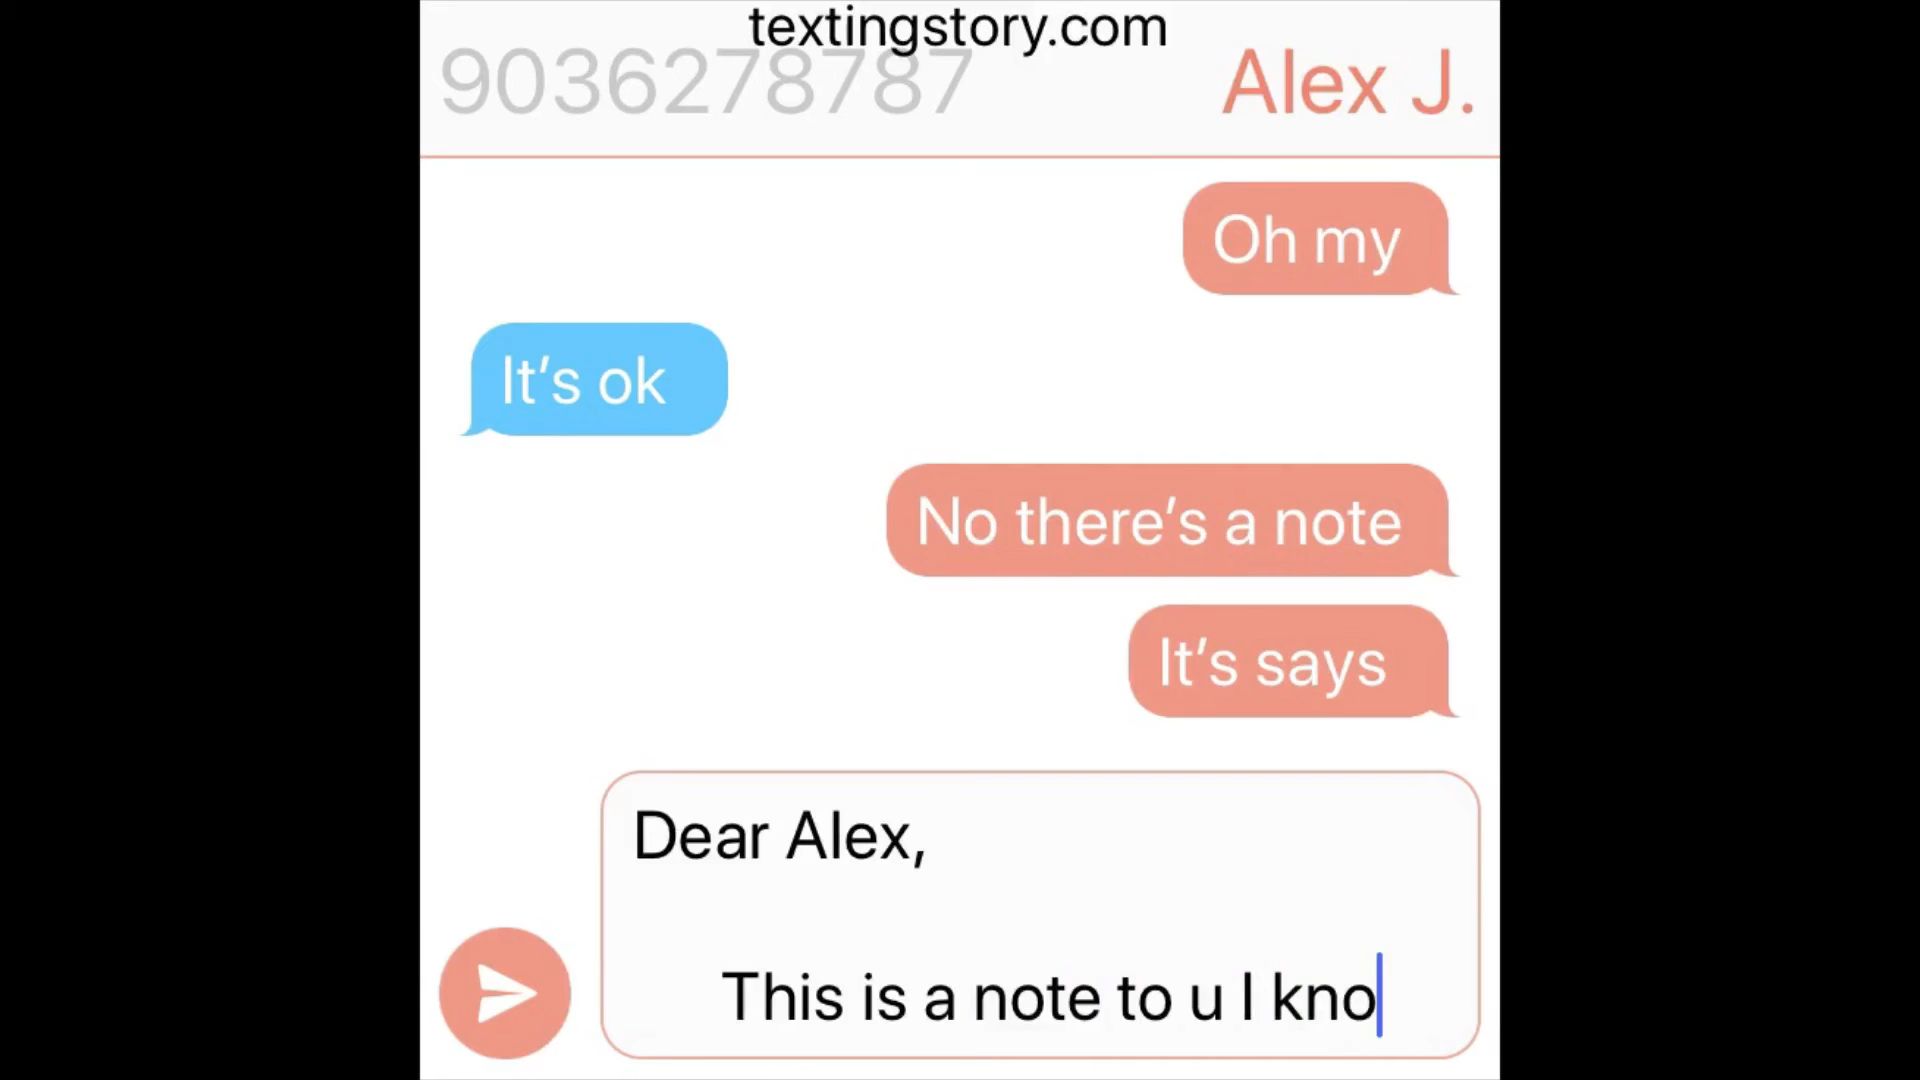 textingstory.com
9036278787
Alex J.
Oh my
It’s ok
No there’s a note
It’s says
Dear Alex,
This is a note to u I kno